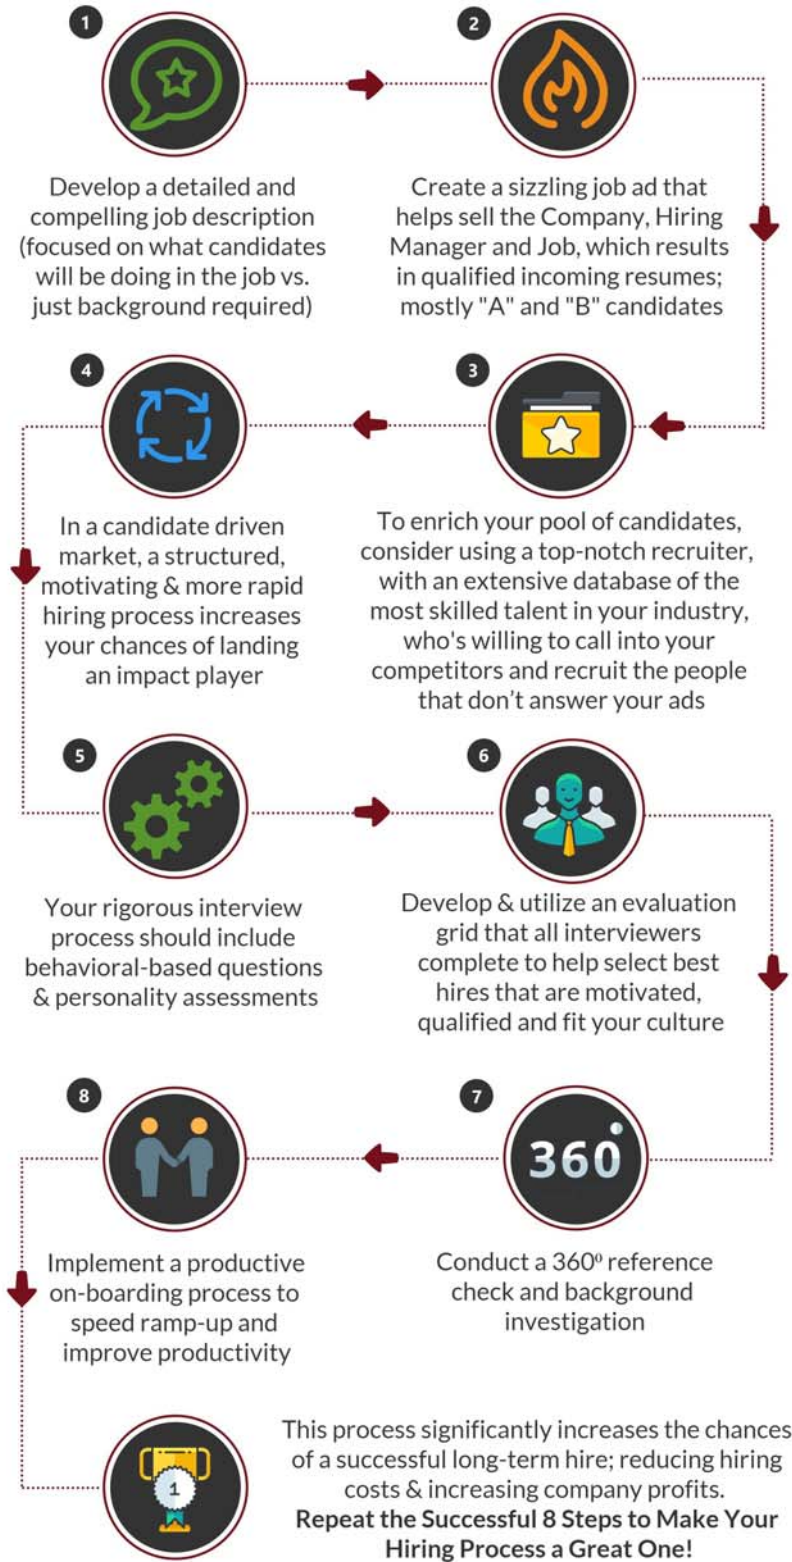 1
Develop a detailed and
compelling job description
(focused on what candidates
will be doing in the job vs.
just background required)
2
Create a sizzling job ad that
helps sell the Company, Hiring
Manager and Job, which results
in qualified incoming resumes;
mostly "A" and "B" candidates
3
To enrich your pool of candidates,
consider using a top-notch recruiter,
with an extensive database of the
most skilled talent in your industry,
who's willing to call into your
competitors and recruit the people
that don't answer your ads
4
In a candidate driven
market, a structured,
motivating & more rapid
hiring process increases
your chances of landing
an impact player
5
Your rigorous interview
process should include
behavioral-based questions
& personality assessments
6
Develop & utilize an evaluation
grid that all interviewers
complete to help select best
hires that are motivated,
qualified and fit your culture
7
360°
Conduct a 360º reference
check and background
investigation
8
Implement a productive
on-boarding process to
speed ramp-up and
improve productivity
1
This process significantly increases the chances
of a successful long-term hire; reducing hiring
costs & increasing company profits.
Repeat the Successful 8 Steps to Make Your
Hiring Process a Great One!